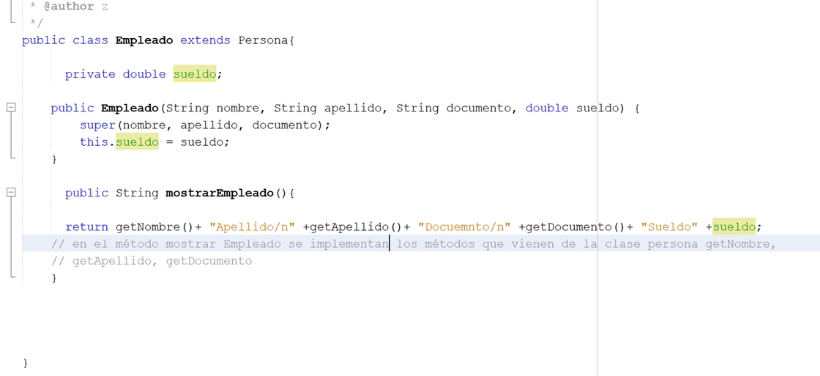 * @author z
*/
public class Empleado extends Persona{
private double sueldo;
public Empleado(String nombre, String apellido, String documento, double sueldo) {
super(nombre, apellido, documento);
this.sueldo = sueldo;
}
public String mostrarEmpleado(){
return getNombre()+ "Apellido/n" +getApellido()+ "Docuemnto/n" +getDocumento()+ "Sueldo" +sueldo;
// en el método mostrar Empleado se implementan los métodos que vienen de la clase persona getNombre,
// getApellido, getDocumento
}
}